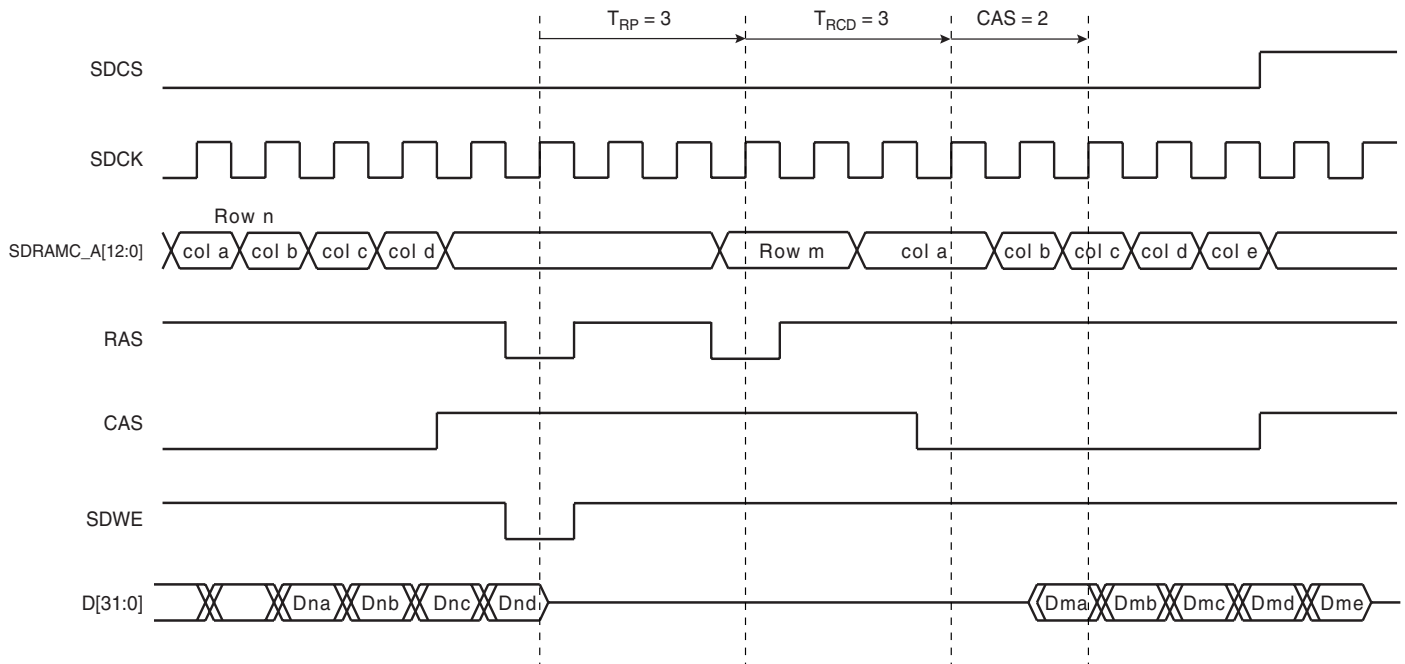 T_RP = 3 T_RCD = 3 CAS = 2
SDCS
SDCK
Row n
SDRAMC_A[12:0] col a col b col c col d Row m col a col b col c col d col e
RAS
CAS
SDWE
D[31:0] Dna Dnb Dnc Dnd Dma Dmb Dmc Dmd Dme